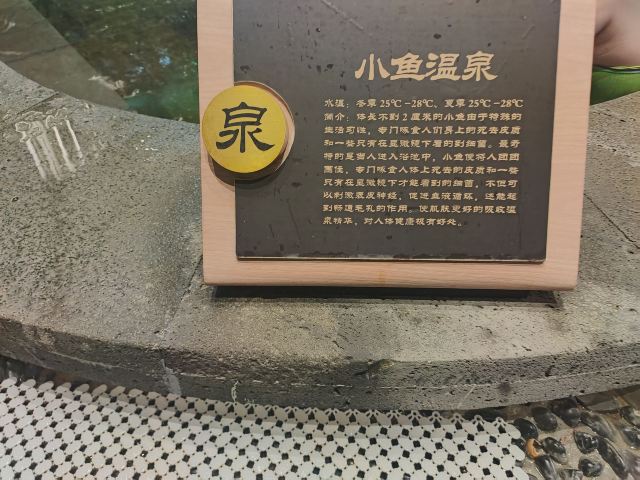 小鱼温泉
泉
水温：冬季 25℃ -28℃、夏季 25℃ -28℃
简介：体长不到 2 厘米的小鱼由于特殊的
生活习性，专门啄食人们身上的死去皮质
和一些只有在显微镜下看的到细菌。最奇
特的是当人进入浴池中，小鱼便将人团团
围住，专门啄食人体上死去的皮质和一些
只有在显微镜下才能看到的细菌，不但可
以刺激表皮神经，促进血液循环，还能起
到畅通毛孔的作用。使肌肤更好的吸收温
泉精华，对人体健康极有好处。